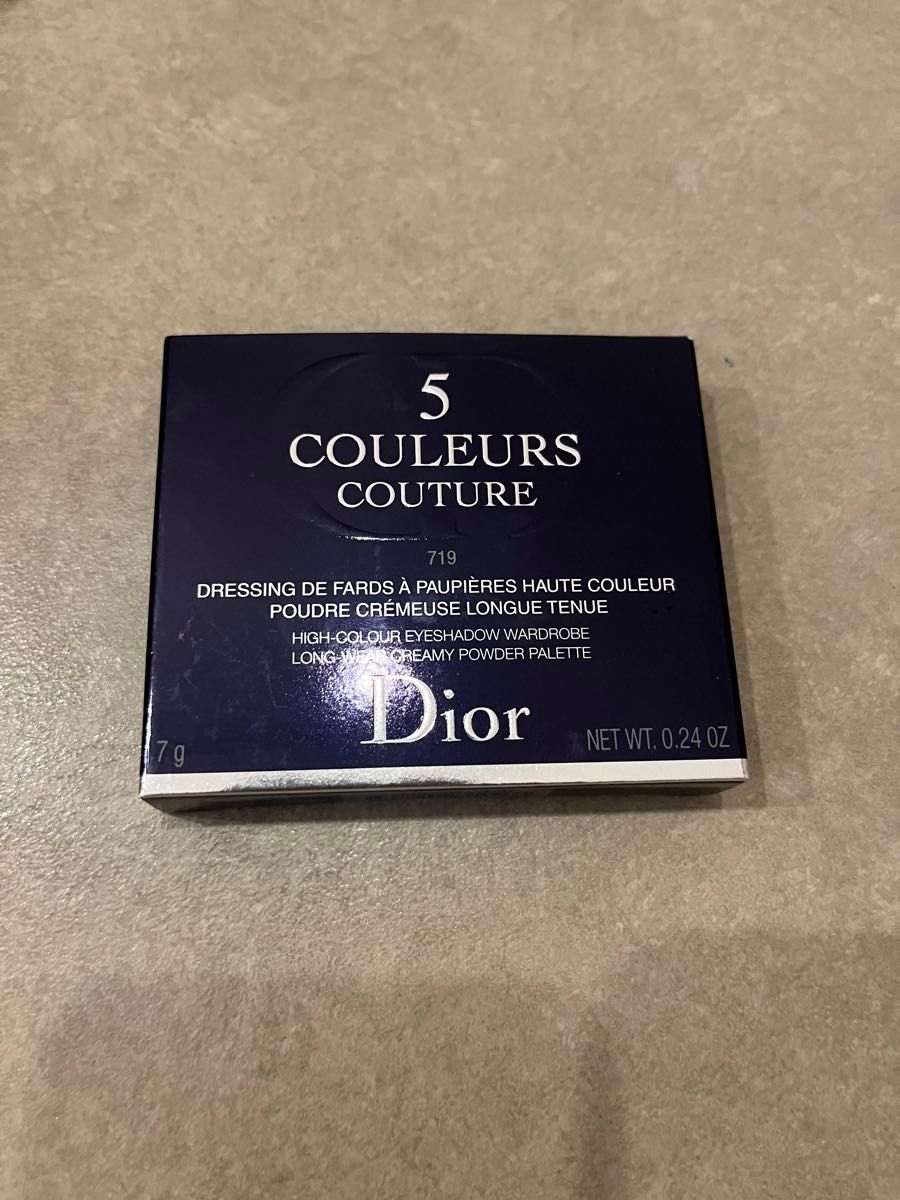 5
COULEURS
COUTURE
719
DRESSING DE FARDS À PAUPIÈRES HAUTE COULEUR
POUDRE CRÉMEUSE LONGUE TENUE
HIGH-COLOUR EYESHADOW WARDROBE
LONG-WEAR CREAMY POWDER PALETTE
Dior
7 g
NET WT. 0.24 OZ